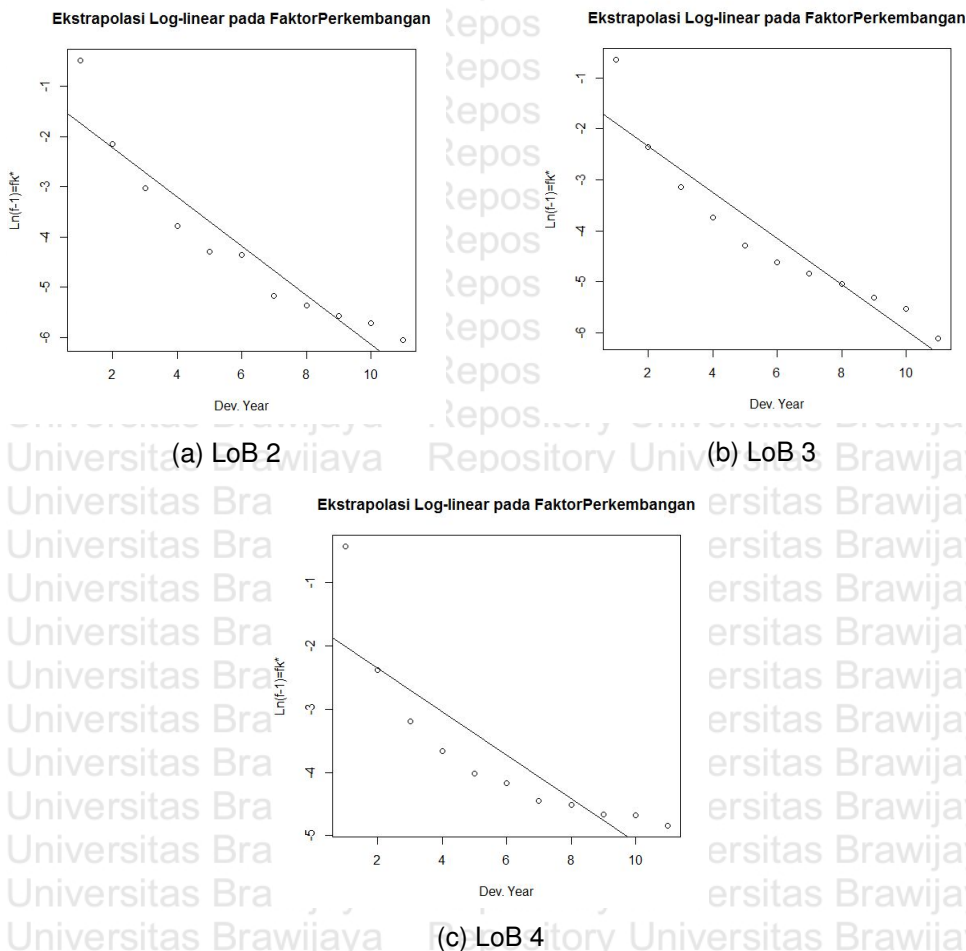 Ekstrapolasi Log-linear pada FaktorPerkembangan
Ln(f-1)=fk*
-1
-2
-3
-4
-5
-6
2 4 6 8 10
Dev. Year
(a) LoB 2
Ekstrapolasi Log-linear pada FaktorPerkembangan
Ln(f-1)=fk*
-1
-2
-3
-4
-5
-6
2 4 6 8 10
Dev. Year
(b) LoB 3
Ekstrapolasi Log-linear pada FaktorPerkembangan
Ln(f-1)=fk*
-1
-2
-3
-4
-5
2 4 6 8 10
Dev. Year
(c) LoB 4